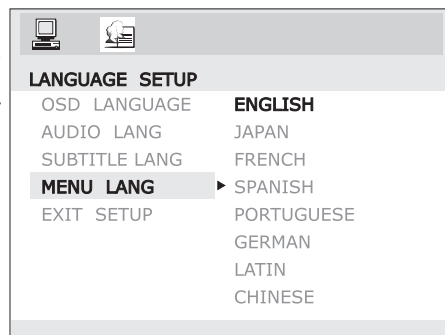 LANGUAGE SETUP
OSD LANGUAGE
AUDIO LANG
SUBTITLE LANG
MENU LANG
EXIT SETUP
ENGLISH
JAPAN
FRENCH
SPANISH
PORTUGUESE
GERMAN
LATIN
CHINESE